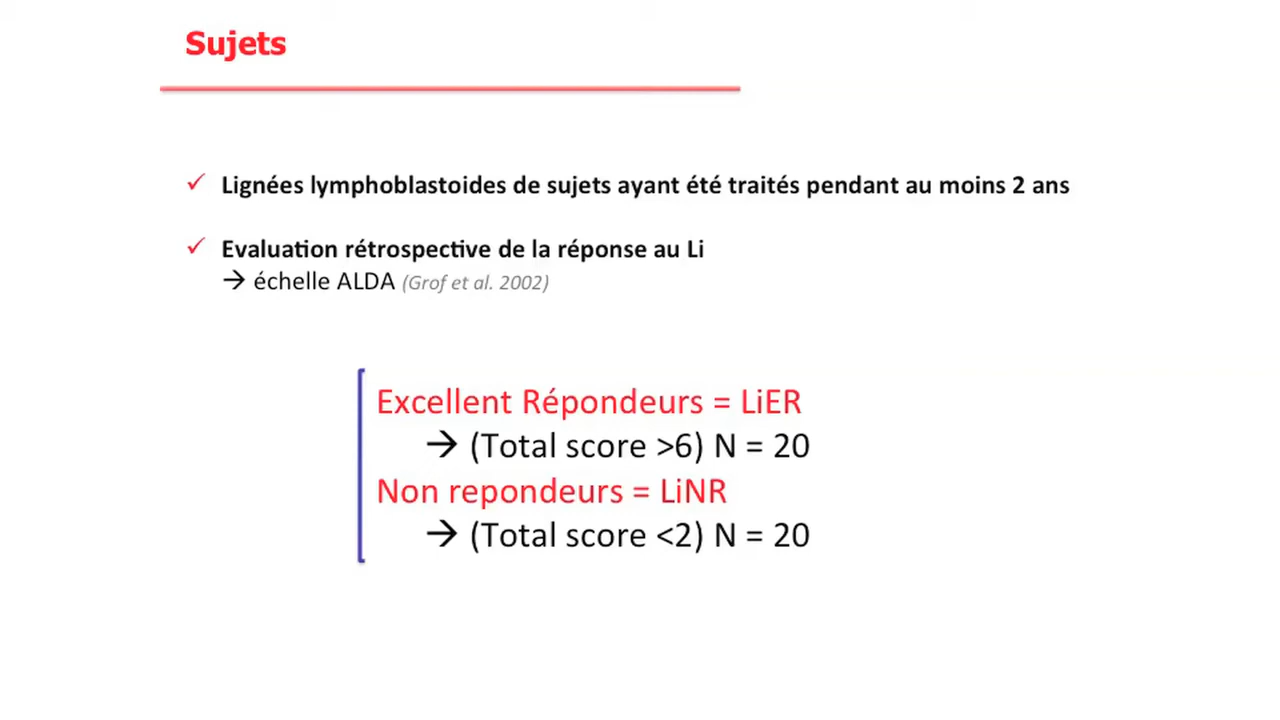 Sujets
✓ Lignées lymphoblastoides de sujets ayant été traités pendant au moins 2 ans
✓ Evaluation rétrospective de la réponse au Li
→ échelle ALDA (Grof et al. 2002)
Excellent Répondeurs = LiER
→ (Total score >6) N = 20
Non repondeurs = LiNR
→ (Total score <2) N = 20